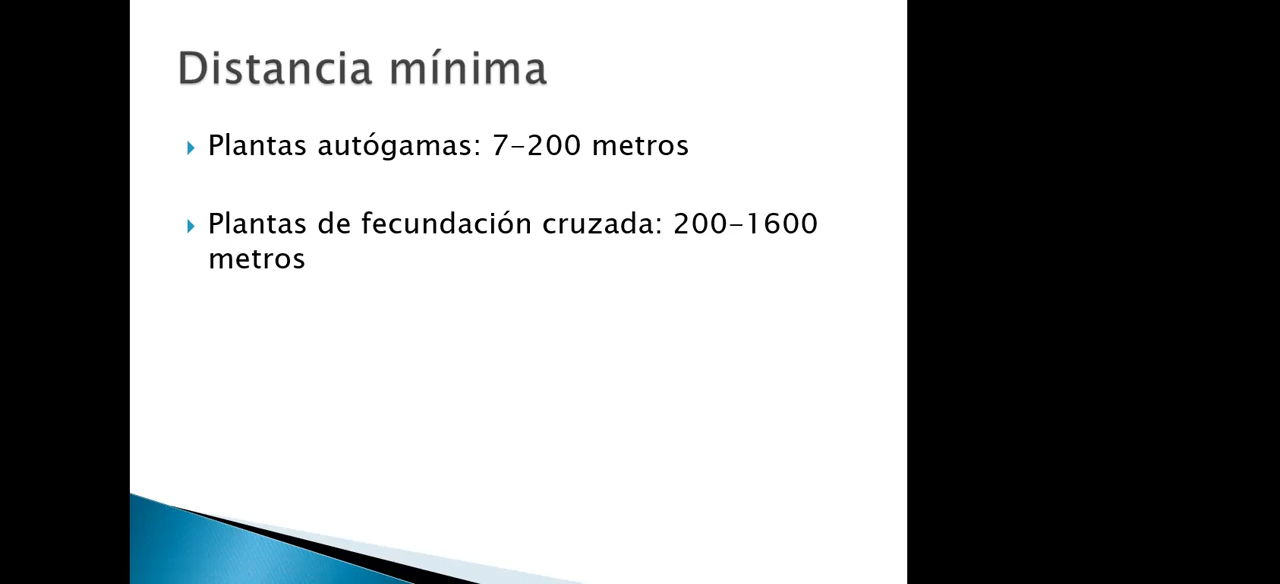 Distancia mínima
Plantas autógamas: 7-200 metros
Plantas de fecundación cruzada: 200-1600
metros